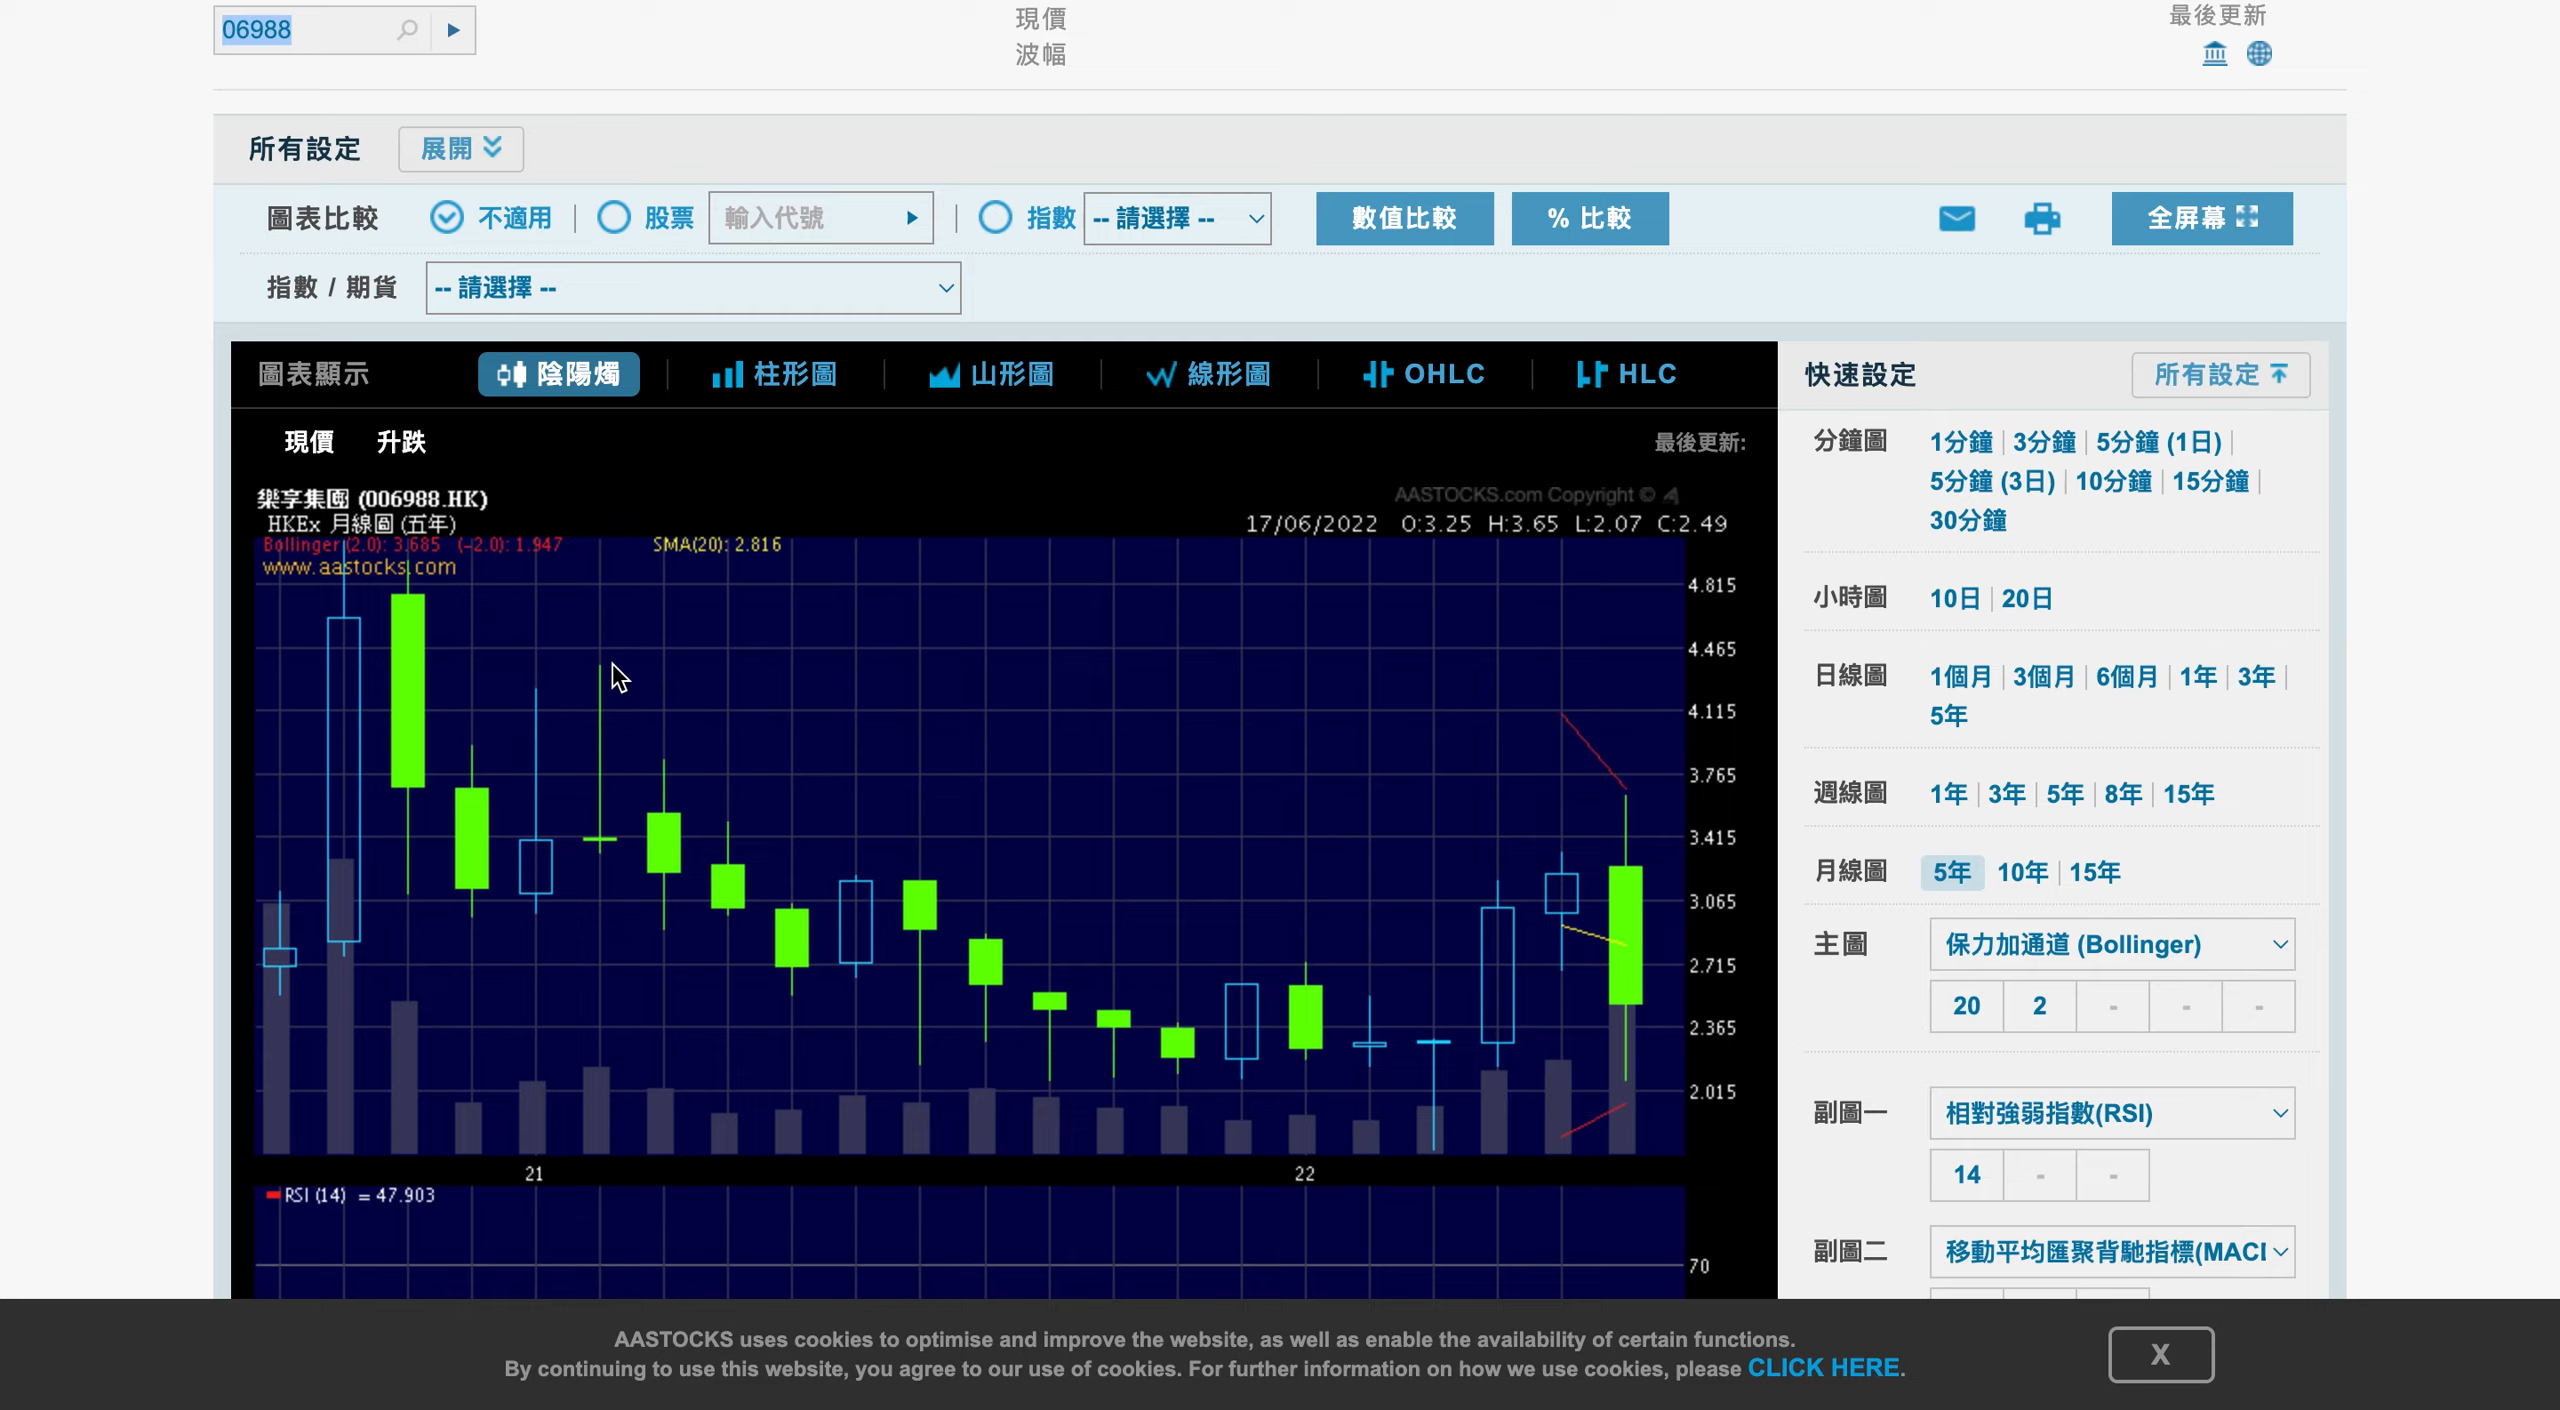 06988
現價
最後更新
波幅
所有設定 展開
圖表比較 不適用 | 股票 輸入代號 | 指數 -- 請選擇 -- 數值比較 % 比較 全屏幕
指數 / 期貨 -- 請選擇 --
圖表顯示 陰陽燭 | 柱形圖 | 山形圖 | 線形圖 | OHLC | HLC
現價 升跌 最後更新:
樂享集團 (006988.HK) AASTOCKS.com Copyright ©
HKEx 月線圖 (五年) 17/06/2022 O:3.25 H:3.65 L:2.07 C:2.49
Bollinger (2.0): 3.685 (-2.0): 1.947 SMA(20): 2.816
www.aastocks.com
4.815
4.465
4.115
3.765
3.415
3.065
2.715
2.365
2.015
21 22
RSI (14) = 47.903
70
快速設定 所有設定
分鐘圖 1分鐘 | 3分鐘 | 5分鐘 (1日) |
5分鐘 (3日) | 10分鐘 | 15分鐘 |
30分鐘
小時圖 10日 | 20日
日線圖 1個月 | 3個月 | 6個月 | 1年 | 3年 |
5年
週線圖 1年 | 3年 | 5年 | 8年 | 15年
月線圖 5年 10年 | 15年
主圖 保力加通道 (Bollinger)
20 2 - - -
副圖一 相對強弱指數(RSI)
14 - -
副圖二 移動平均匯聚背馳指標(MACI
AASTOCKS uses cookies to optimise and improve the website, as well as enable the availability of certain functions.
By continuing to use this website, you agree to our use of cookies. For further information on how we use cookies, please CLICK HERE.
X